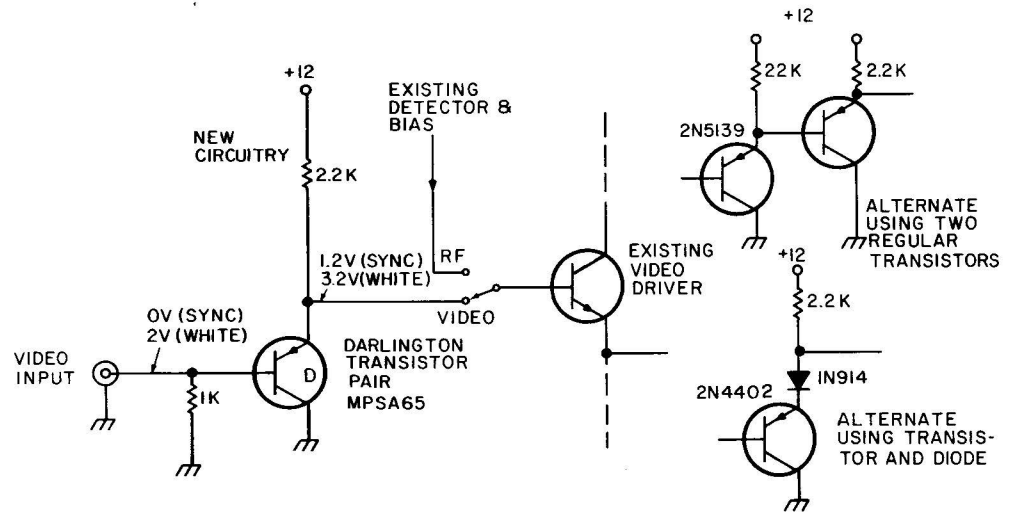 +12
NEW
CIRCUITRY
2.2K
EXISTING
DETECTOR &
BIAS
1.2V (SYNC)
3.2V(WHITE)
RF
VIDEO
EXISTING
VIDEO
DRIVER
0V (SYNC)
2V (WHITE)
VIDEO
INPUT
1K
D
DARLINGTON
TRANSISTOR
PAIR
MPSA65
+12
22K
2.2K
2N5139
ALTERNATE
USING TWO
REGULAR
TRANSISTORS
+12
2.2K
1N914
2N4402
ALTERNATE
USING TRANSIS-
TOR AND DIODE